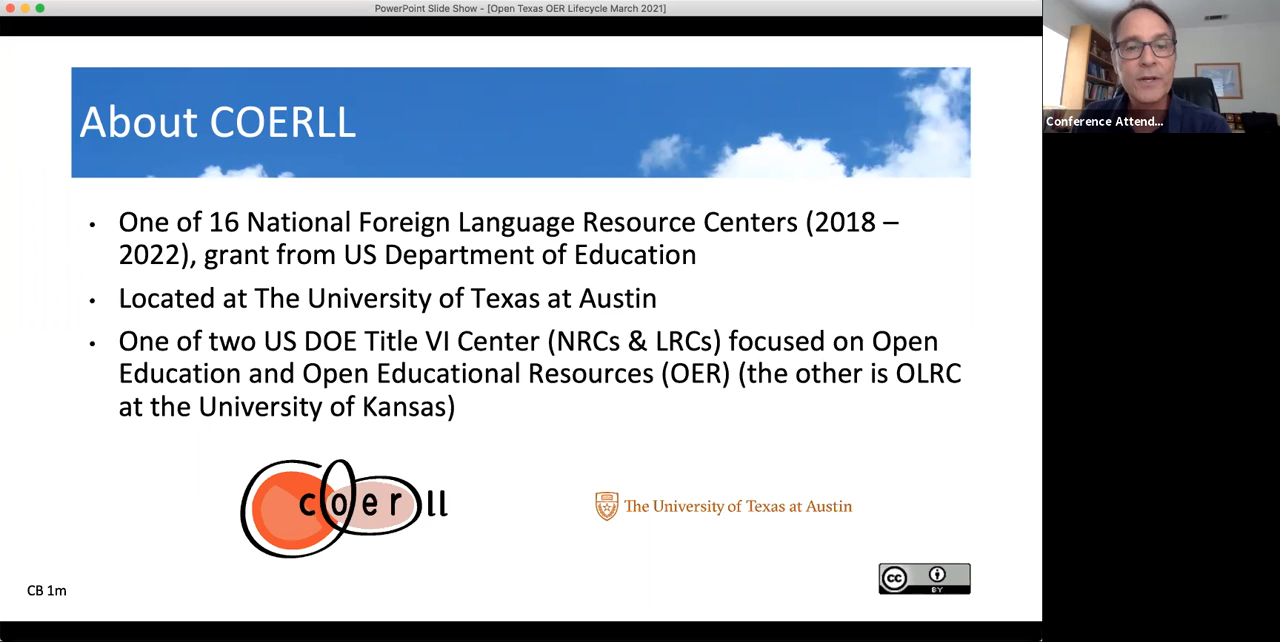 PowerPoint Slide Show - [Open Texas OER Lifecycle March 2021]
Conference Attend...
About COERLL
• One of 16 National Foreign Language Resource Centers (2018 –
2022), grant from US Department of Education
• Located at The University of Texas at Austin
• One of two US DOE Title VI Center (NRCs & LRCs) focused on Open
Education and Open Educational Resources (OER) (the other is OLRC
at the University of Kansas)
coerll
The University of Texas at Austin
cc
BY
CB 1m